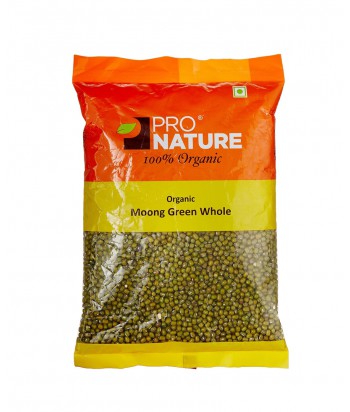 PRO®
NATURE
100% Organic
Organic
Moong Green Whole